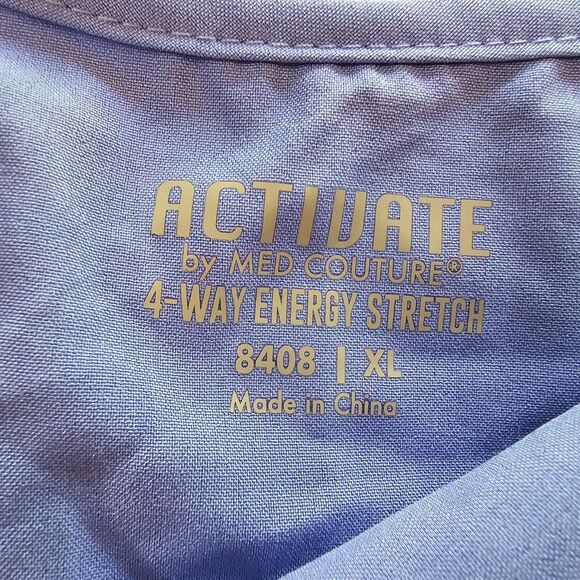 ACTIVATE
by MED COUTURE®
4-WAY ENERGY STRETCH
8408 | XL
Made in China